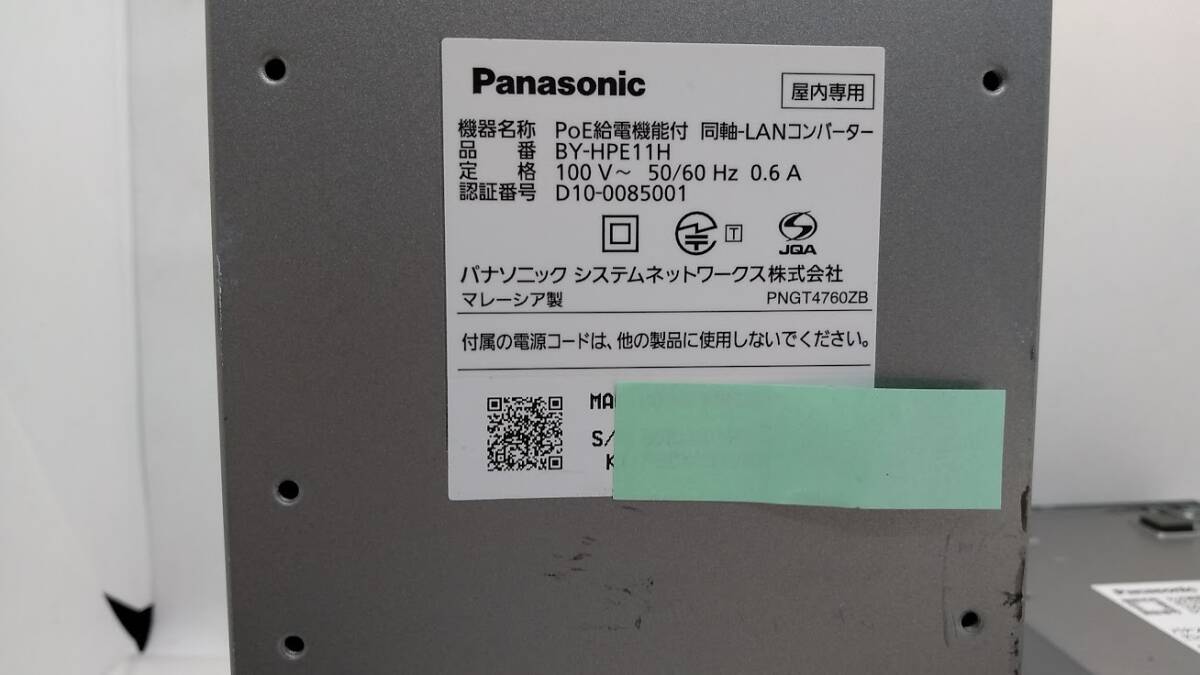 Panasonic
屋内専用
機器名称 PoE給電機能付 同軸-LANコンバーター
品番 BY-HPE11H
定格 100 V～ 50/60 Hz 0.6 A
認証番号 D10-0085001
T
JQA
パナソニック システムネットワークス株式会社
マレーシア製 PNGT4760ZB
付属の電源コードは、他の製品に使用しないでください。
MA
S/
K
Panasonic